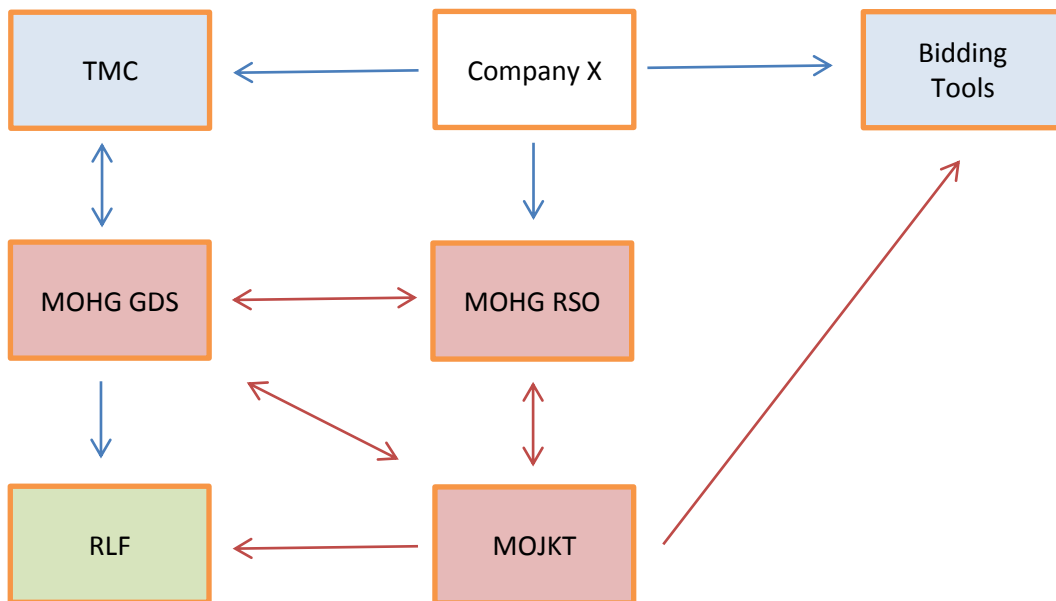 TMC
Company X
Bidding
Tools
MOHG GDS
MOHG RSO
RLF
MOJKT